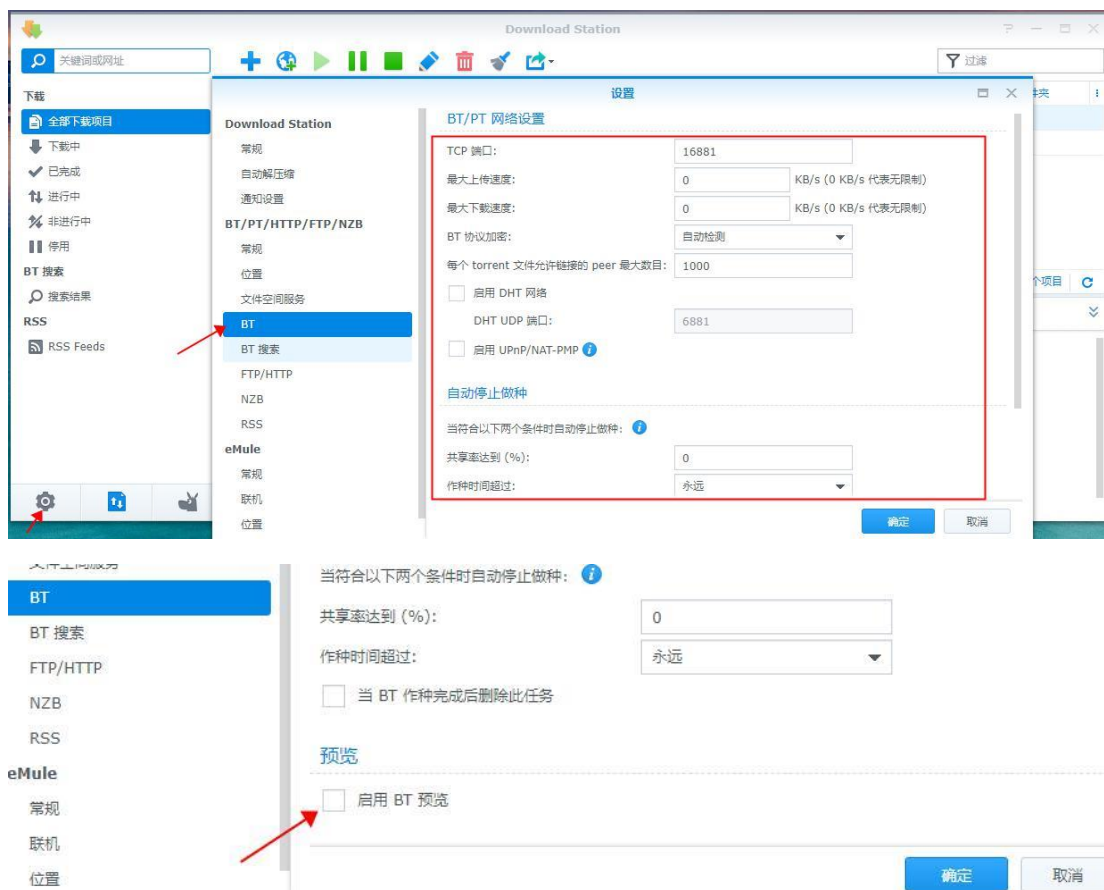 Download Station
关键词或网址
过滤
下载
全部下载项目
下载中
已完成
进行中
非进行中
停用
BT 搜索
搜索结果
RSS
RSS Feeds
件夹
个项目
设置
Download Station
常规
自动解压缩
通知设置
BT/PT/HTTP/FTP/NZB
常规
位置
文件空间服务
BT
BT 搜索
FTP/HTTP
NZB
RSS
eMule
常规
联机
位置
BT/PT 网络设置
TCP 端口: 16881
最大上传速度: 0 KB/s (0 KB/s 代表无限制)
最大下载速度: 0 KB/s (0 KB/s 代表无限制)
BT 协议加密: 自动检测
每个 torrent 文件允许链接的 peer 最大数目: 1000
启用 DHT 网络
DHT UDP 端口: 6881
启用 UPnP/NAT-PMP
自动停止做种
当符合以下两个条件时自动停止做种:
共享率达到 (%): 0
作种时间超过: 永远
确定 取消
文件空间服务
BT
BT 搜索
FTP/HTTP
NZB
RSS
eMule
常规
联机
位置
当符合以下两个条件时自动停止做种:
共享率达到 (%): 0
作种时间超过: 永远
当 BT 作种完成后删除此任务
预览
启用 BT 预览
确定 取消